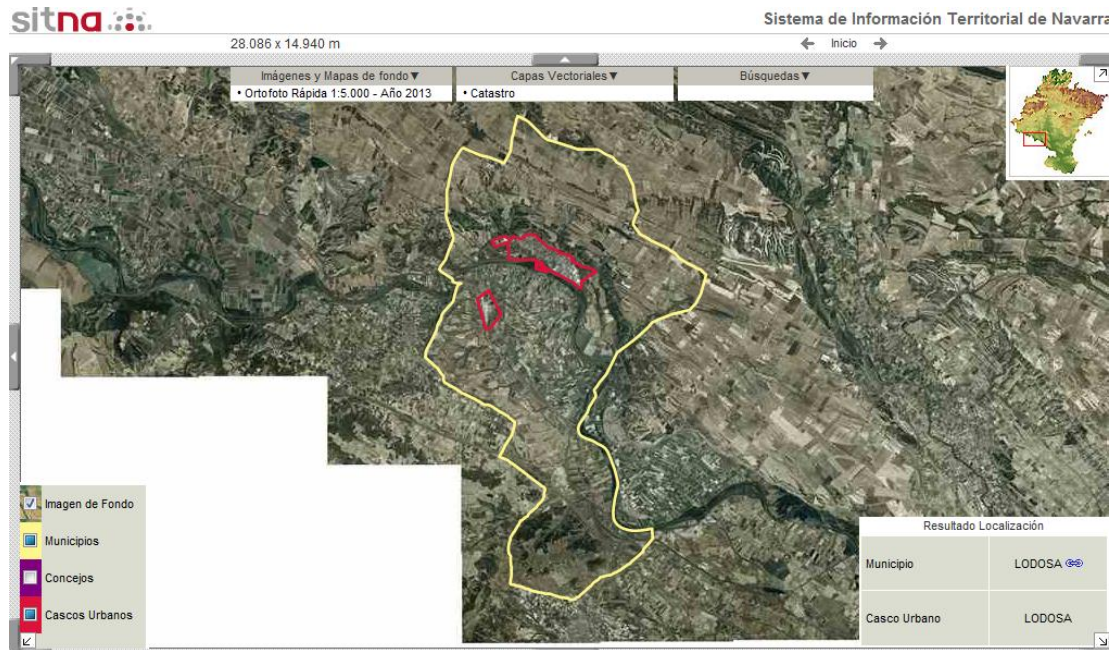 sitna
Sistema de Información Territorial de Navarra
28.086 x 14.940 m
Inicio
Imágenes y Mapas de fondo ▼
Capas Vectoriales ▼
Búsquedas ▼
• Ortofoto Rápida 1:5.000 - Año 2013
• Catastro
Imagen de Fondo
Municipios
Concejos
Cascos Urbanos
Resultado Localización
Municipio
LODOSA
Casco Urbano
LODOSA